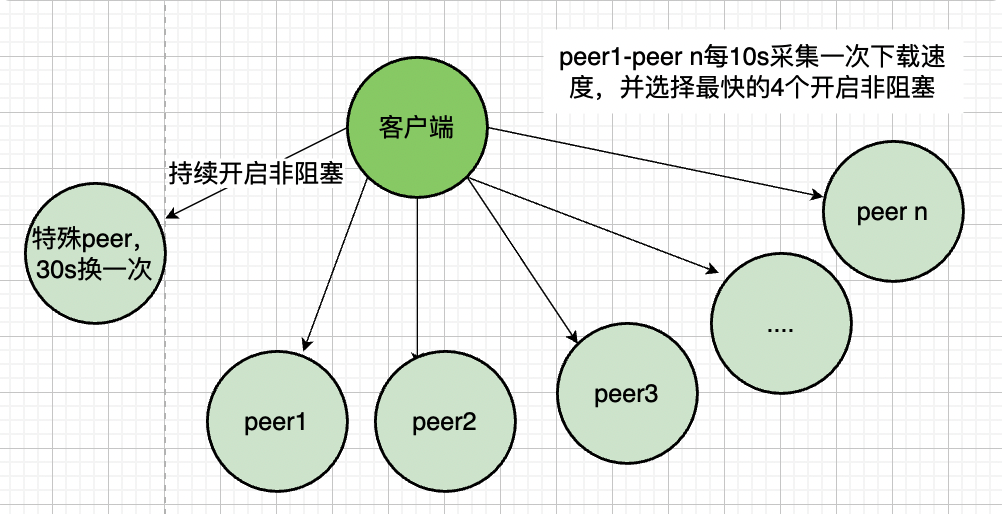 peer1-peer n每10s采集一次下载速
度，并选择最快的4个开启非阻塞
客户端
持续开启非阻塞
特殊peer，
30s换一次
peer n
....
peer3
peer1
peer2